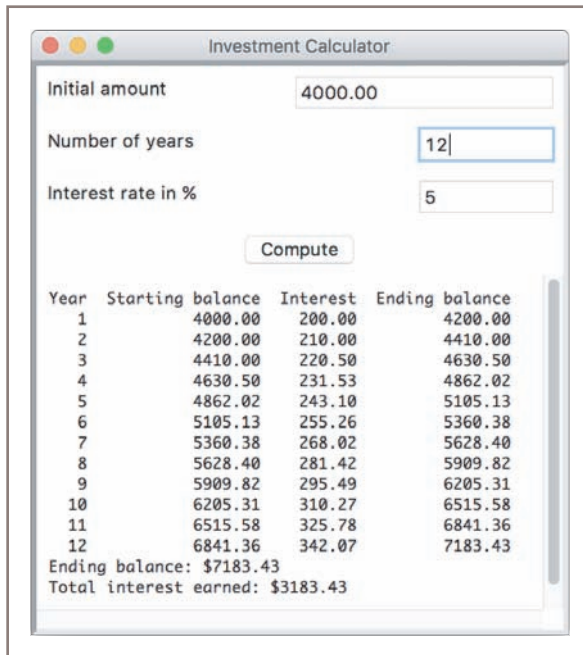 Investment Calculator
Initial amount 4000.00
Number of years 12
Interest rate in % 5
Compute
Year Starting balance Interest Ending balance
1 4000.00 200.00 4200.00
2 4200.00 210.00 4410.00
3 4410.00 220.50 4630.50
4 4630.50 231.53 4862.02
5 4862.02 243.10 5105.13
6 5105.13 255.26 5360.38
7 5360.38 268.02 5628.40
8 5628.40 281.42 5909.82
9 5909.82 295.49 6205.31
10 6205.31 310.27 6515.58
11 6515.58 325.78 6841.36
12 6841.36 342.07 7183.43
Ending balance: $7183.43
Total interest earned: $3183.43